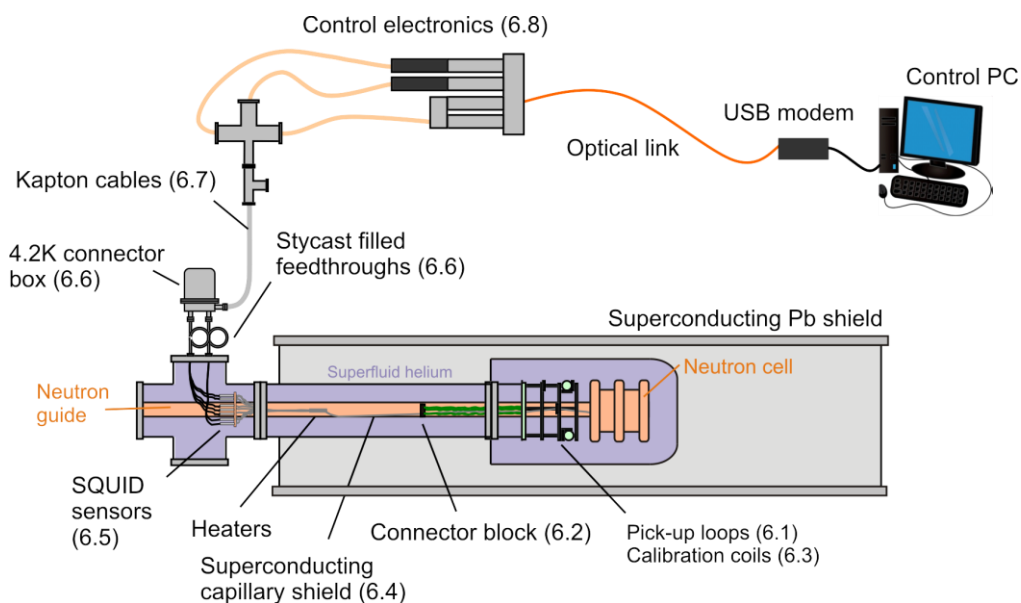 Control electronics (6.8)
Control PC
USB modem
Optical link
Kapton cables (6.7)
4.2K connector
box (6.6)
Stycast filled
feedthroughs (6.6)
Superconducting Pb shield
Superfluid helium
Neutron cell
Neutron
guide
SQUID
sensors
(6.5)
Heaters
Superconducting
capillary shield (6.4)
Connector block (6.2)
Pick-up loops (6.1)
Calibration coils (6.3)